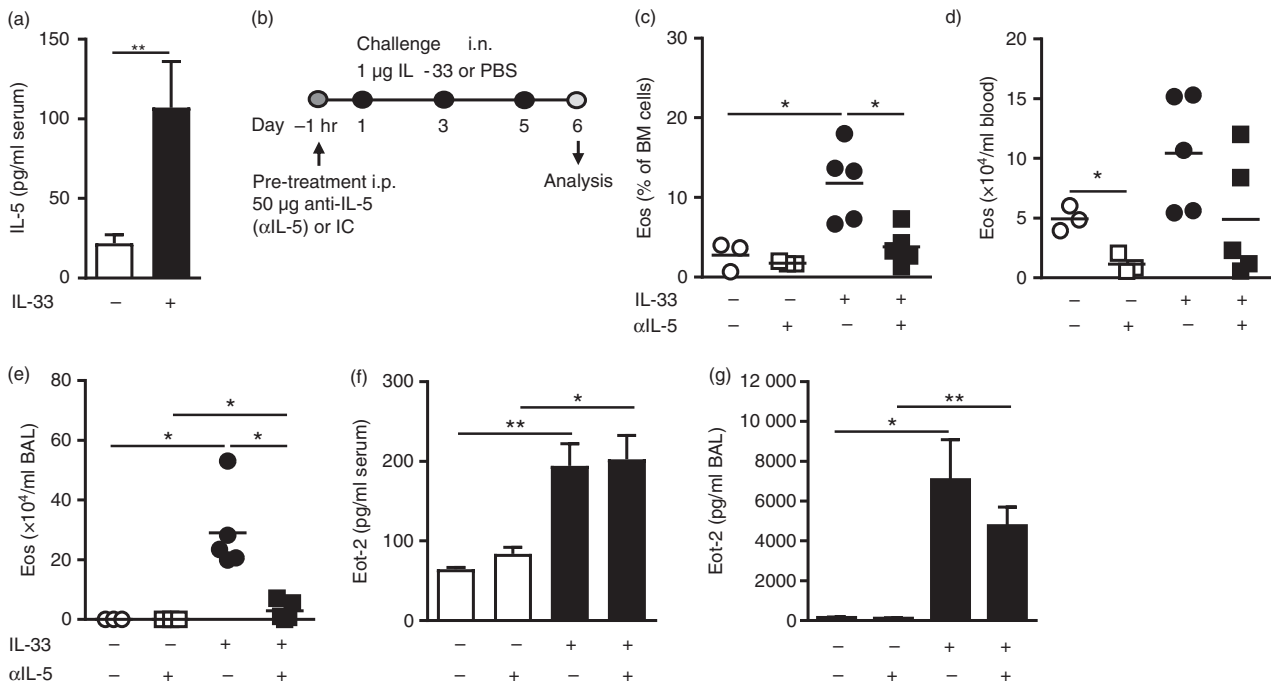 (a)
150
100
50
0
IL-5 (pg/ml serum)
**
IL-33
– +
(b)
Challenge i.n.
1 µg IL -33 or PBS
Day –1 hr 1 3 5 6
Pre-treatment i.p.
50 µg anti-IL-5
(αIL-5) or IC
Analysis
(c)
30
20
10
0
Eos (% of BM cells)
* *
IL-33 – – + +
αIL-5 – + – +
d)
20
15
10
5
0
Eos (×10⁴/ml blood)
*
– – + +
– + – +
(e)
80
60
40
20
0
Eos (×10⁴/ml BAL)
*
* *
IL-33 – – + +
αIL-5 – + – +
(f)
300
200
100
0
Eot-2 (pg/ml serum)
*
**
– – + +
– + – +
(g)
12 000
10 000
8000
6000
4000
2000
0
Eot-2 (pg/ml BAL)
**
*
– – + +
– + – +